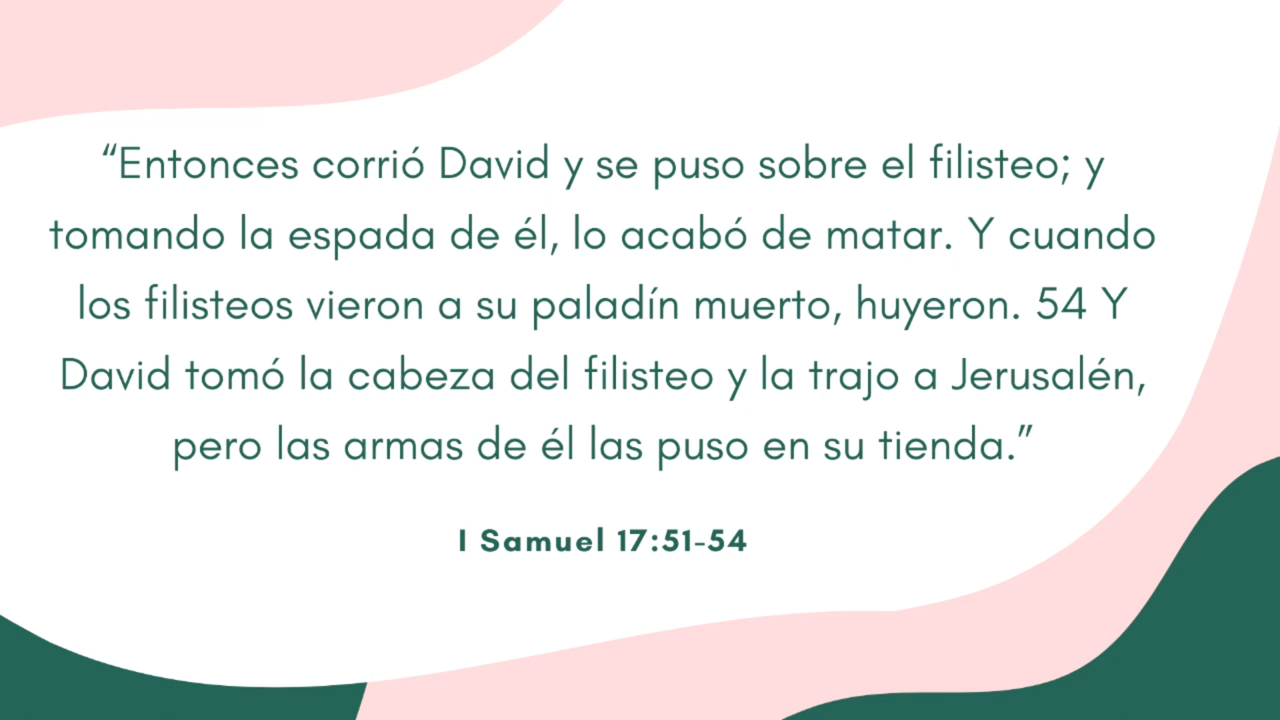 “Entonces corrió David y se puso sobre el filisteo; y
tomando la espada de él, lo acabó de matar. Y cuando
los filisteos vieron a su paladín muerto, huyeron. 54 Y
David tomó la cabeza del filisteo y la trajo a Jerusalén,
pero las armas de él las puso en su tienda.”
I Samuel 17:51-54